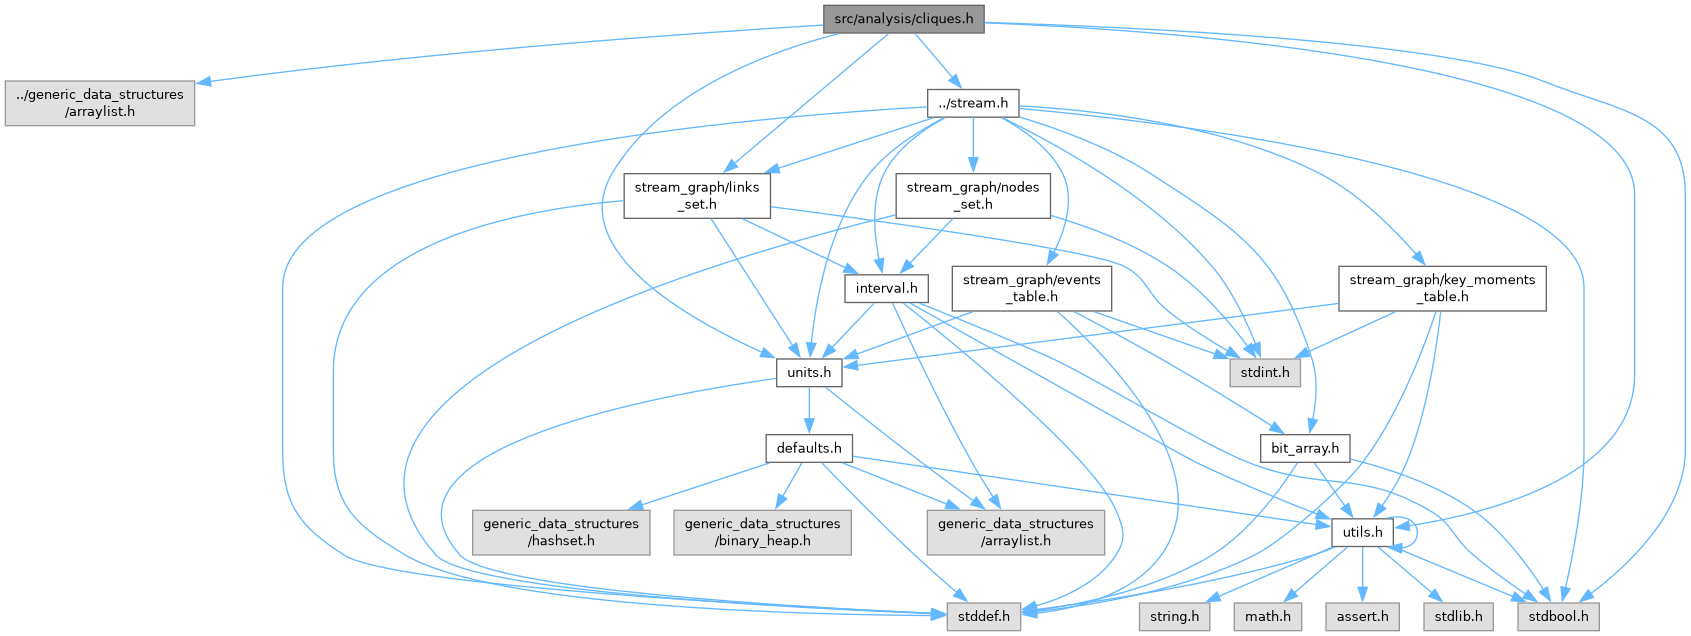 src/analysis/cliques.h
../generic_data_structures
/arraylist.h
../stream.h
stream_graph/links
_set.h
stream_graph/nodes
_set.h
interval.h
stream_graph/events
_table.h
stream_graph/key_moments
_table.h
units.h
stdint.h
defaults.h
bit_array.h
generic_data_structures
/hashset.h
generic_data_structures
/binary_heap.h
generic_data_structures
/arraylist.h
utils.h
stddef.h
string.h
math.h
assert.h
stdlib.h
stdbool.h